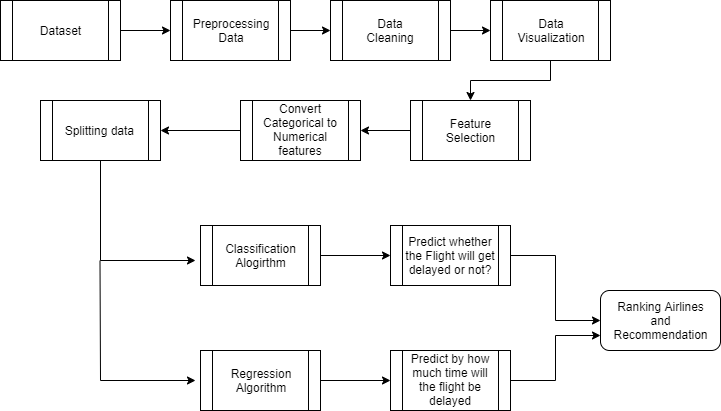 Dataset
Preprocessing
Data
Data
Cleaning
Data
Visualization
Splitting data
Convert
Categorical to
Numerical
features
Feature
Selection
Classification
Alogirthm
Predict whether
the Flight will get
delayed or not?
Ranking Airlines
and
Recommendation
Regression
Algorithm
Predict by how
much time will
the flight be
delayed